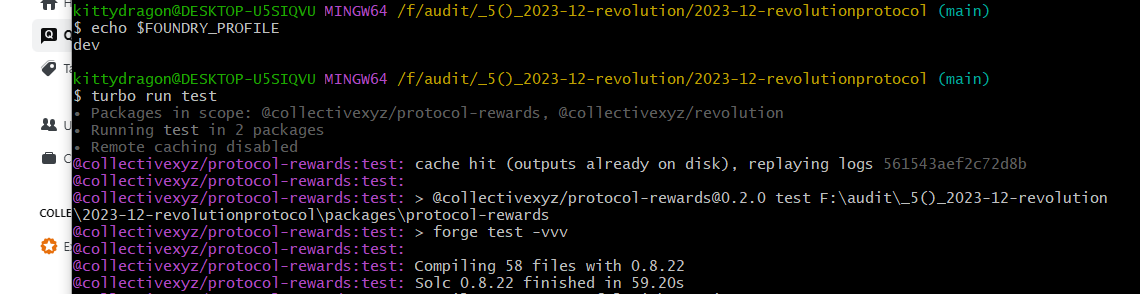 kittydragon@DESKTOP-U5SIQVU MINGW64 /f/audit/_5()_2023-12-revolution/2023-12-revolutionprotocol (main)
$ echo $FOUNDRY_PROFILE
dev
kittydragon@DESKTOP-U5SIQVU MINGW64 /f/audit/_5()_2023-12-revolution/2023-12-revolutionprotocol (main)
$ turbo run test
• Packages in scope: @collectivexyz/protocol-rewards, @collectivexyz/revolution
• Running test in 2 packages
• Remote caching disabled
@collectivexyz/protocol-rewards:test: cache hit (outputs already on disk), replaying logs 561543aef2c72d8b
@collectivexyz/protocol-rewards:test:
@collectivexyz/protocol-rewards:test: > @collectivexyz/protocol-rewards@0.2.0 test F:\audit\_5()_2023-12-revolution
\2023-12-revolutionprotocol\packages\protocol-rewards
@collectivexyz/protocol-rewards:test: > forge test -vvv
@collectivexyz/protocol-rewards:test:
@collectivexyz/protocol-rewards:test: Compiling 58 files with 0.8.22
@collectivexyz/protocol-rewards:test: Solc 0.8.22 finished in 59.20s
COLLE